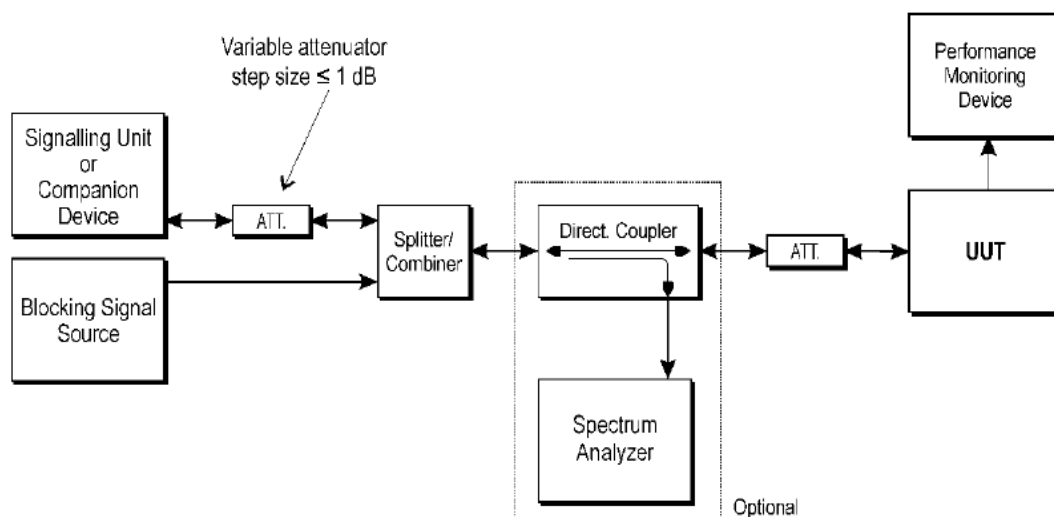 Variable attenuator
step size ≤ 1 dB
Performance
Monitoring
Device
Signalling Unit
or
Companion
Device
ATT.
Splitter/
Combiner
Direct. Coupler
ATT.
UUT
Blocking Signal
Source
Spectrum
Analyzer
Optional